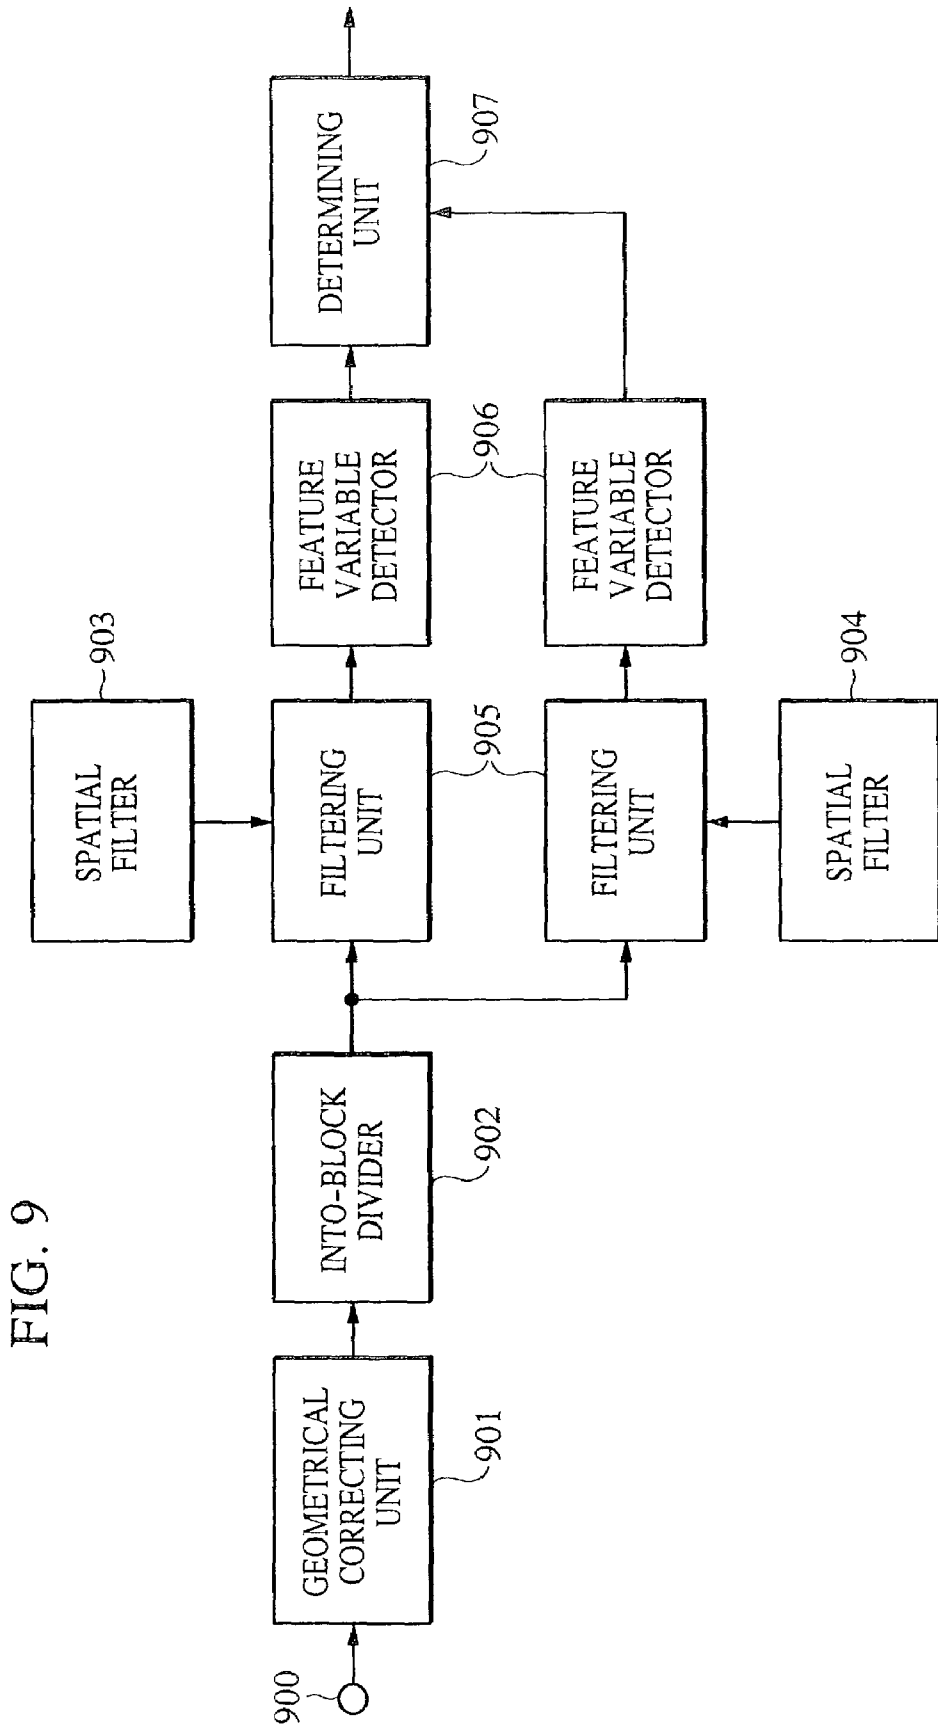 FIG. 9
900
GEOMETRICAL
CORRECTING
UNIT
901
INTO-BLOCK
DIVIDER
902
SPATIAL
FILTER
903
FILTERING
UNIT
905
FILTERING
UNIT
SPATIAL
FILTER
904
FEATURE
VARIABLE
DETECTOR
906
FEATURE
VARIABLE
DETECTOR
DETERMINING
UNIT
907